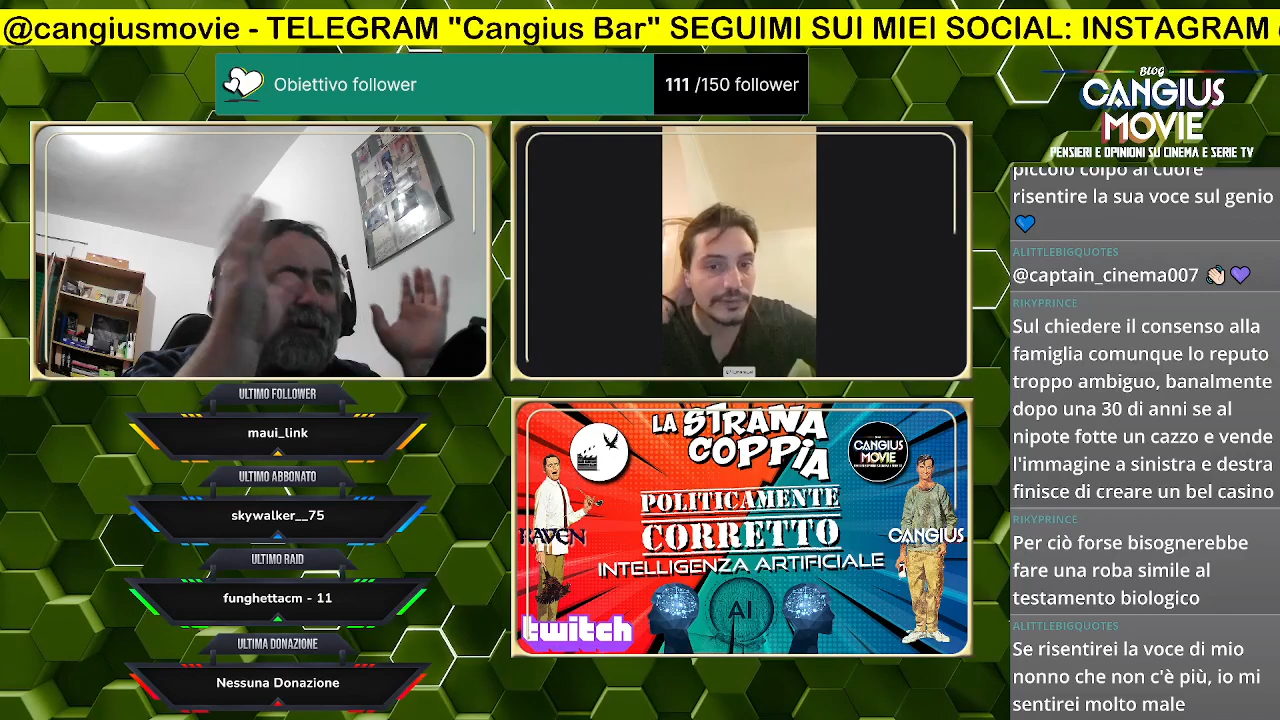 @cangiusmovie - TELEGRAM "Cangius Bar" SEGUIMI SUI MIEI SOCIAL: INSTAGRAM
Obiettivo follower
111 /150 follower
BLOG
CANGIUS
MOVIE
PENSIERI E OPINIONI SU CINEMA E SERIE TV
piccolo colpo al cuore
risentire la sua voce sul genio
💙
ALITTLEBIGQUOTES
@captain_cinema007 👏🏻💜
RIKYPRINCE
Sul chiedere il consenso alla
famiglia comunque lo reputo
troppo ambiguo, banalmente
dopo una 30 di anni se al
nipote fotte un cazzo e vende
l'immagine a sinistra e destra
finisce di creare un bel casino
RIKYPRINCE
Per ciò forse bisognerebbe
fare una roba simile al
testamento biologico
ALITTLEBIGQUOTES
Se risentirei la voce di mio
nonno che non c'è più, io mi
sentirei molto male
ULTIMO FOLLOWER
maui_link
ULTIMO ABBONATO
skywalker__75
ULTIMO RAID
funghettacm - 11
ULTIMA DONAZIONE
Nessuna Donazione
LA STRANA
COPPIA
CANGIUS
MOVIE
POLITICAMENTE
CORRETTO
RAVEN
CANGIUS
INTELLIGENZA ARTIFICIALE
AI
twitch